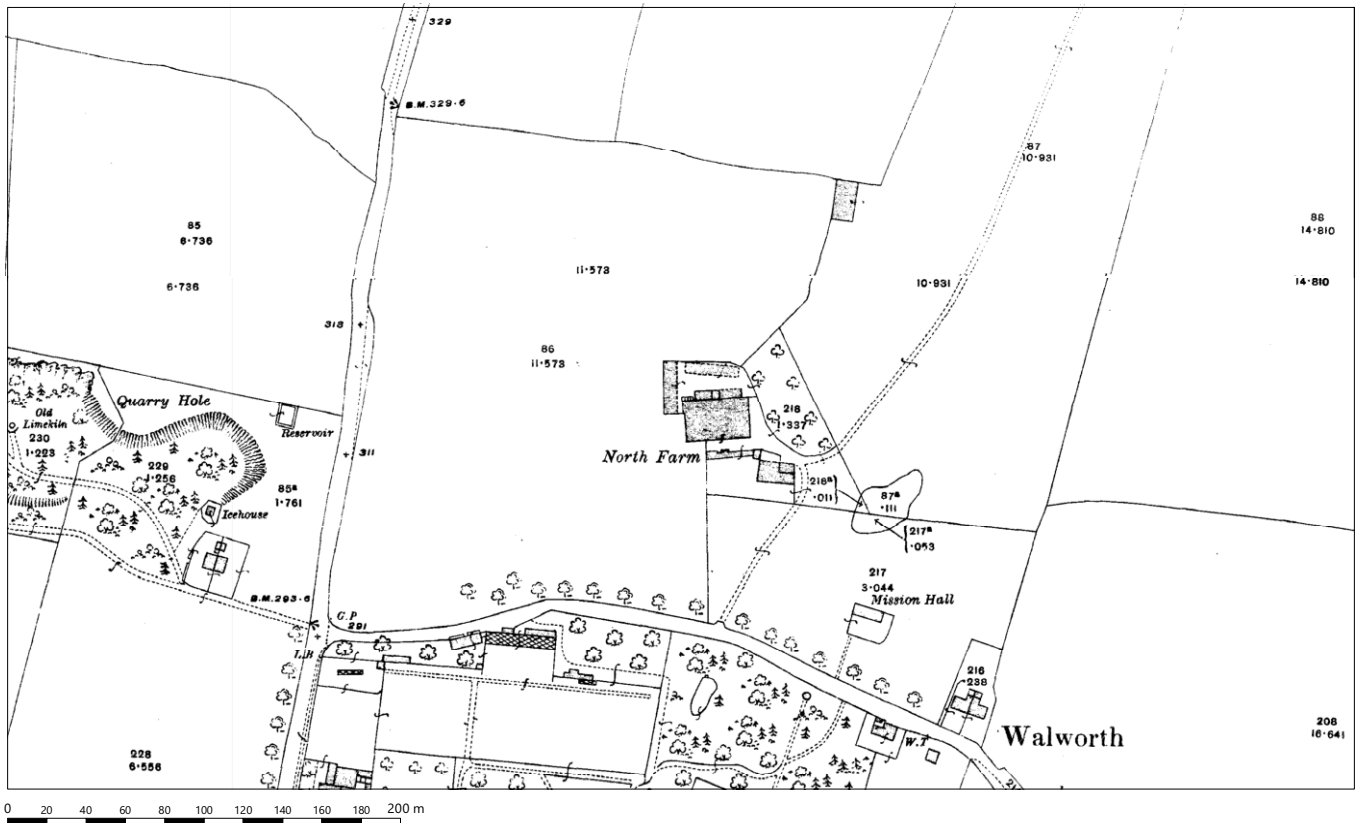 329
B.M.329·6
87
10·931
88
14·810
85
6·736
11·573
10·931
14·810
6·736
313
86
11·573
Quarry Hole
Old
Limekiln
230
1·223
Reservoir
218
1·337
North Farm
311
229
1·256
85a
1·761
Icehouse
218a
·011
87a
·111
217a
·053
217
3·044
Mission Hall
B.M.293·6
G.P
291
L.B
216
·238
Walworth
W.T
208
16·641
228
6·556
0 20 40 60 80 100 120 140 160 180 200 m